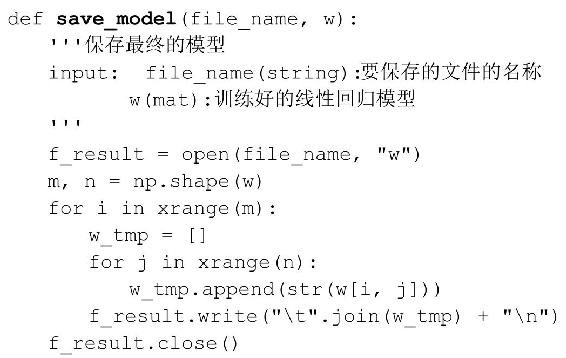 def save_model(file_name, w):
    '''保存最终的模型
    input:  file_name(string):要保存的文件的名称
            w(mat):训练好的线性回归模型
    '''
    f_result = open(file_name, "w")
    m, n = np.shape(w)
    for i in xrange(m):
        w_tmp = []
        for j in xrange(n):
            w_tmp.append(str(w[i, j]))
        f_result.write("\t".join(w_tmp) + "\n")
    f_result.close()